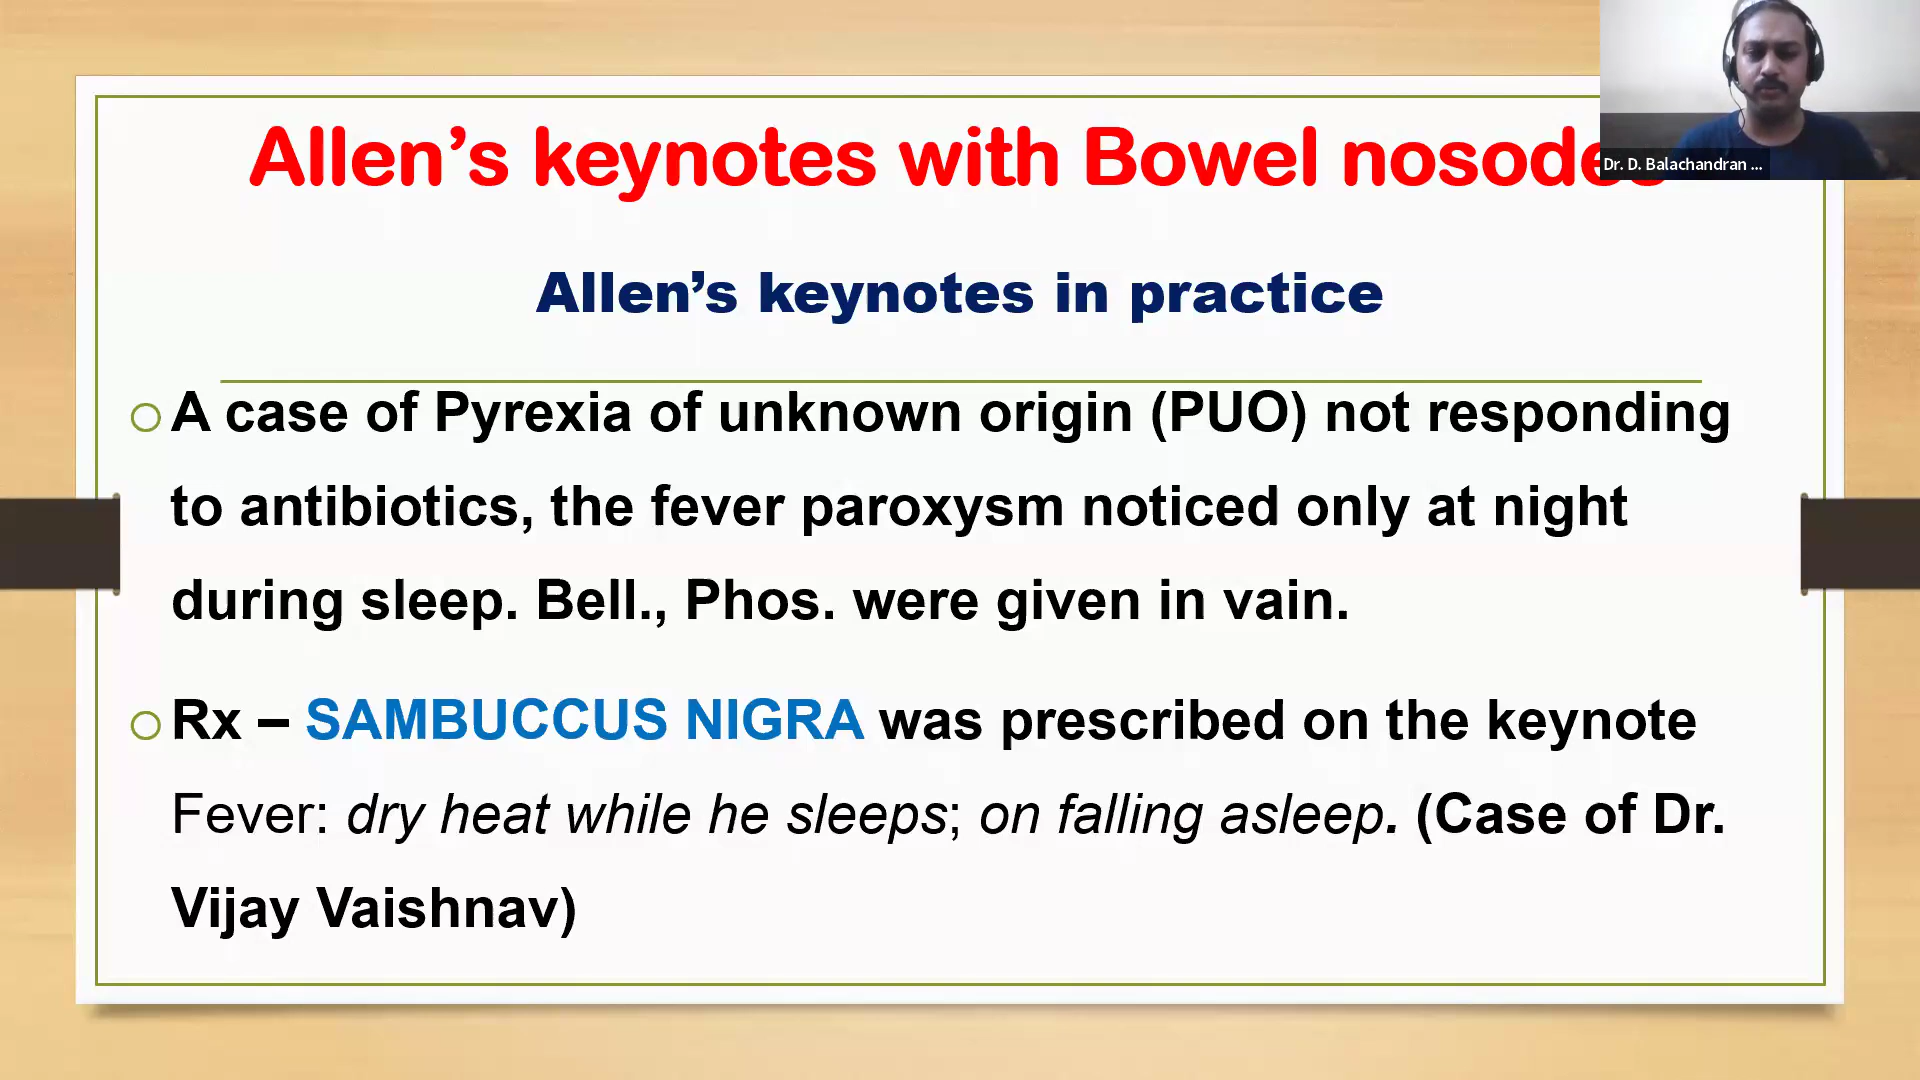 Allen’s keynotes with Bowel nosodes
Dr. D. Balachandran ...
Allen’s keynotes in practice
A case of Pyrexia of unknown origin (PUO) not responding
to antibiotics, the fever paroxysm noticed only at night
during sleep. Bell., Phos. were given in vain.
Rx – SAMBUCCUS NIGRA was prescribed on the keynote
Fever: dry heat while he sleeps; on falling asleep. (Case of Dr.
Vijay Vaishnav)